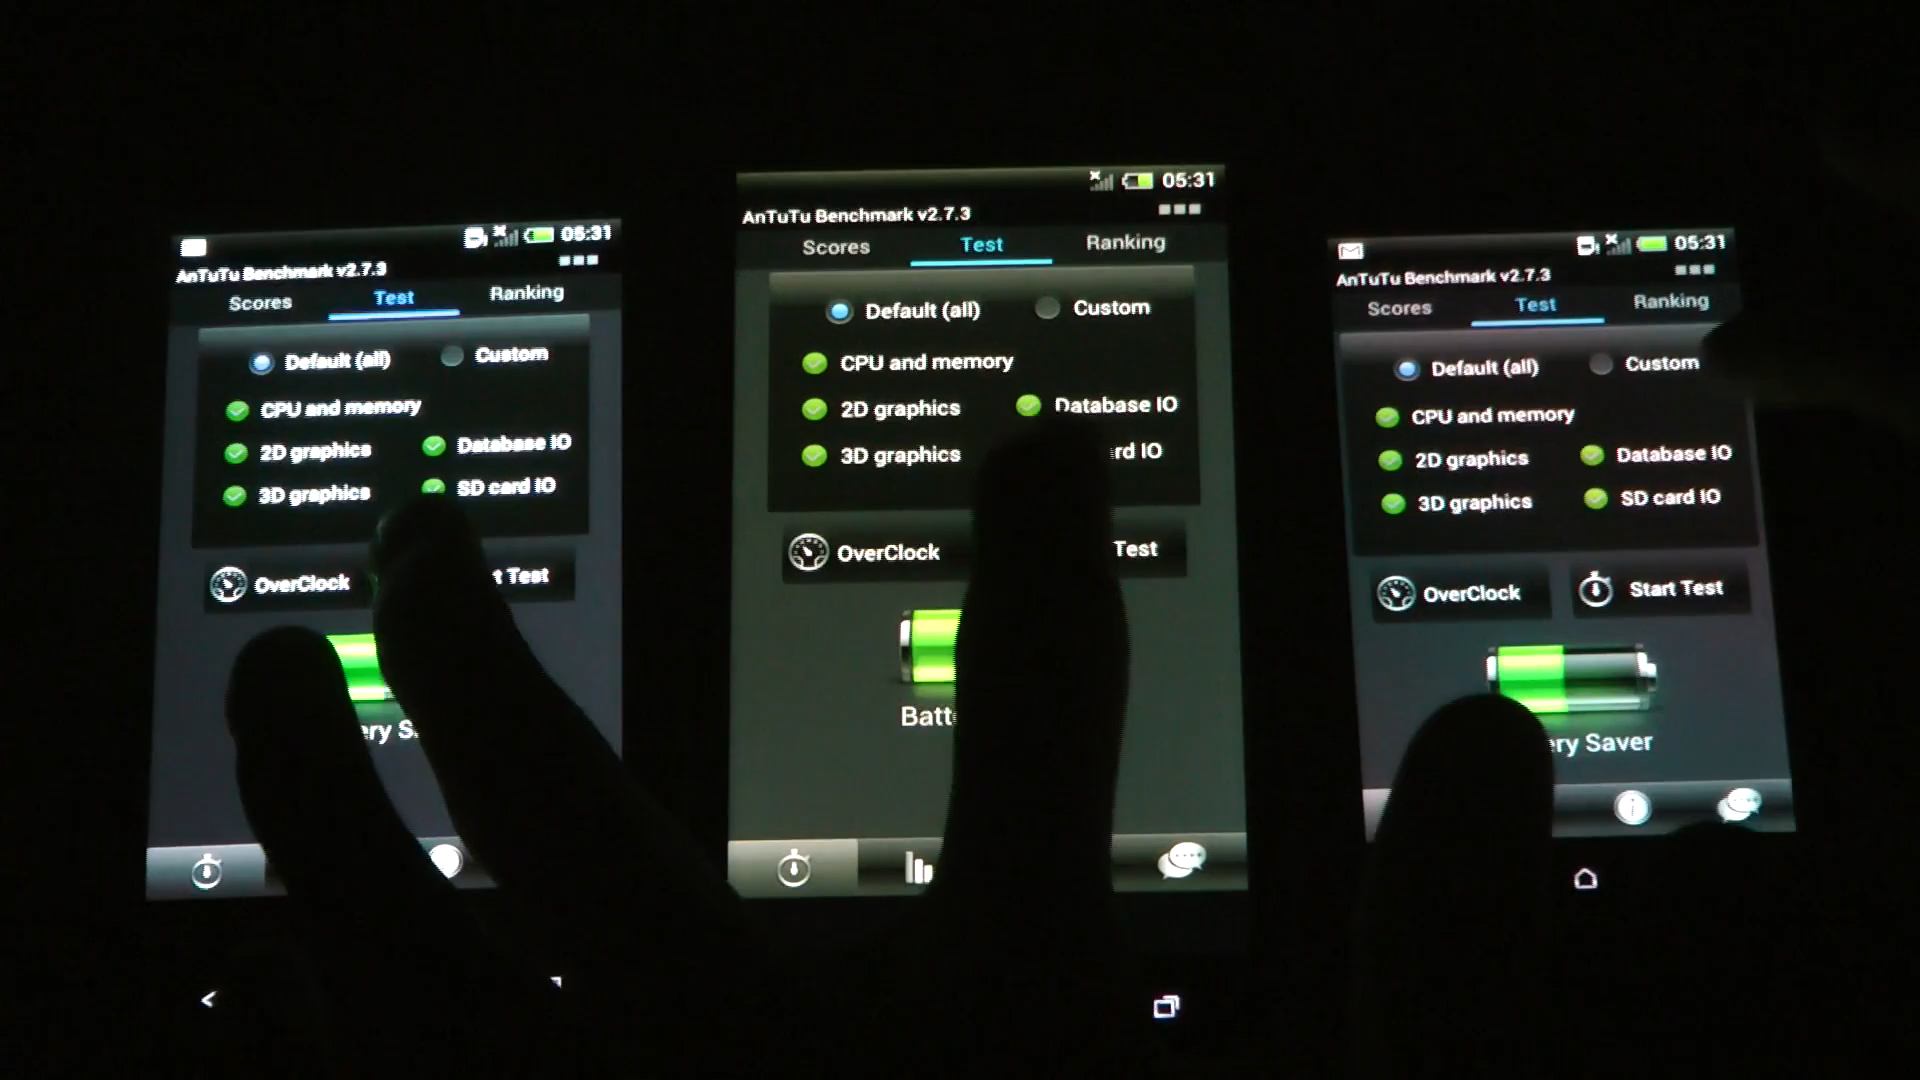 05:31
AnTuTu Benchmark v2.7.3
Scores Test Ranking
Default (all) Custom
CPU and memory
2D graphics Database IO
3D graphics SD card IO
OverClock t Test
ery S
05:31
AnTuTu Benchmark v2.7.3
Scores Test Ranking
Default (all) Custom
CPU and memory
2D graphics Database IO
3D graphics rd IO
OverClock Test
Batt
05:31
AnTuTu Benchmark v2.7.3
Scores Test Ranking
Default (all) Custom
CPU and memory
2D graphics Database IO
3D graphics SD card IO
OverClock Start Test
ery Saver